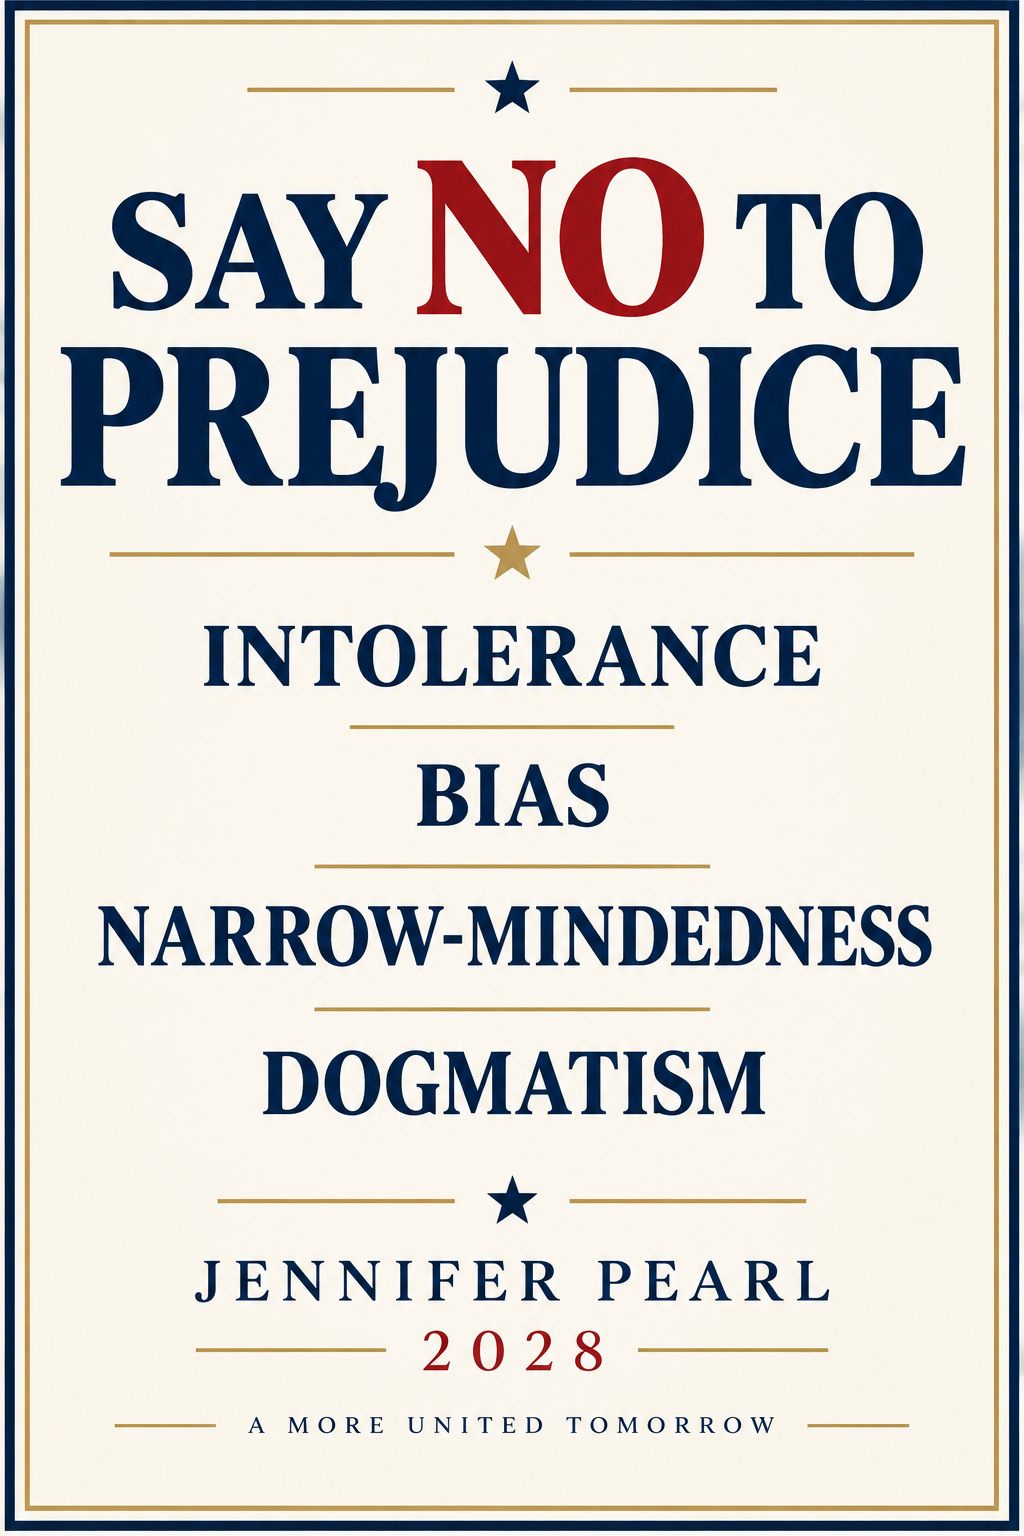 SAY NO TO
PREJUDICE
INTOLERANCE
BIAS
NARROW-MINDEDNESS
DOGMATISM
JENNIFER PEARL
2028
A MORE UNITED TOMORROW